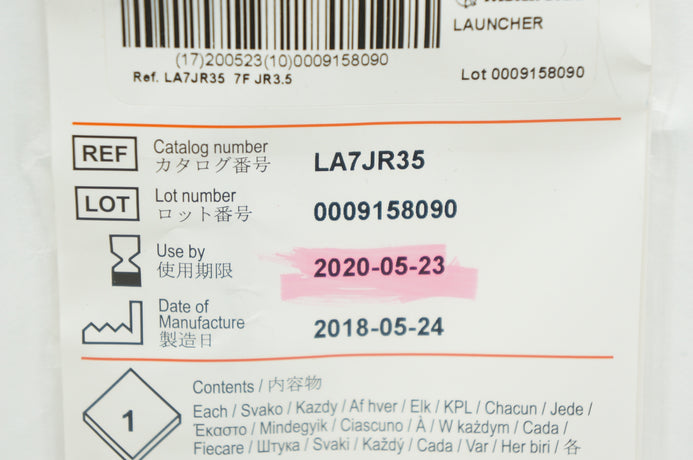 LAUNCHER
(17)200523(10)0009158090
Ref. LA7JR35 7F JR3.5
Lot 0009158090
REF Catalog number LA7JR35
カタログ番号
LOT Lot number 0009158090
ロット番号
Use by 2020-05-23
使用期限
Date of
Manufacture 2018-05-24
製造日
Contents / 内容物
1
Each / Svako / Kazdy / Af hver / Elk / KPL / Chacun / Jede /
Έκαστο / Mindegyik / Ciascuno / À / W każdym / Cada /
Fiecare / Штука / Svaki / Každý / Cada / Var / Her biri / 各